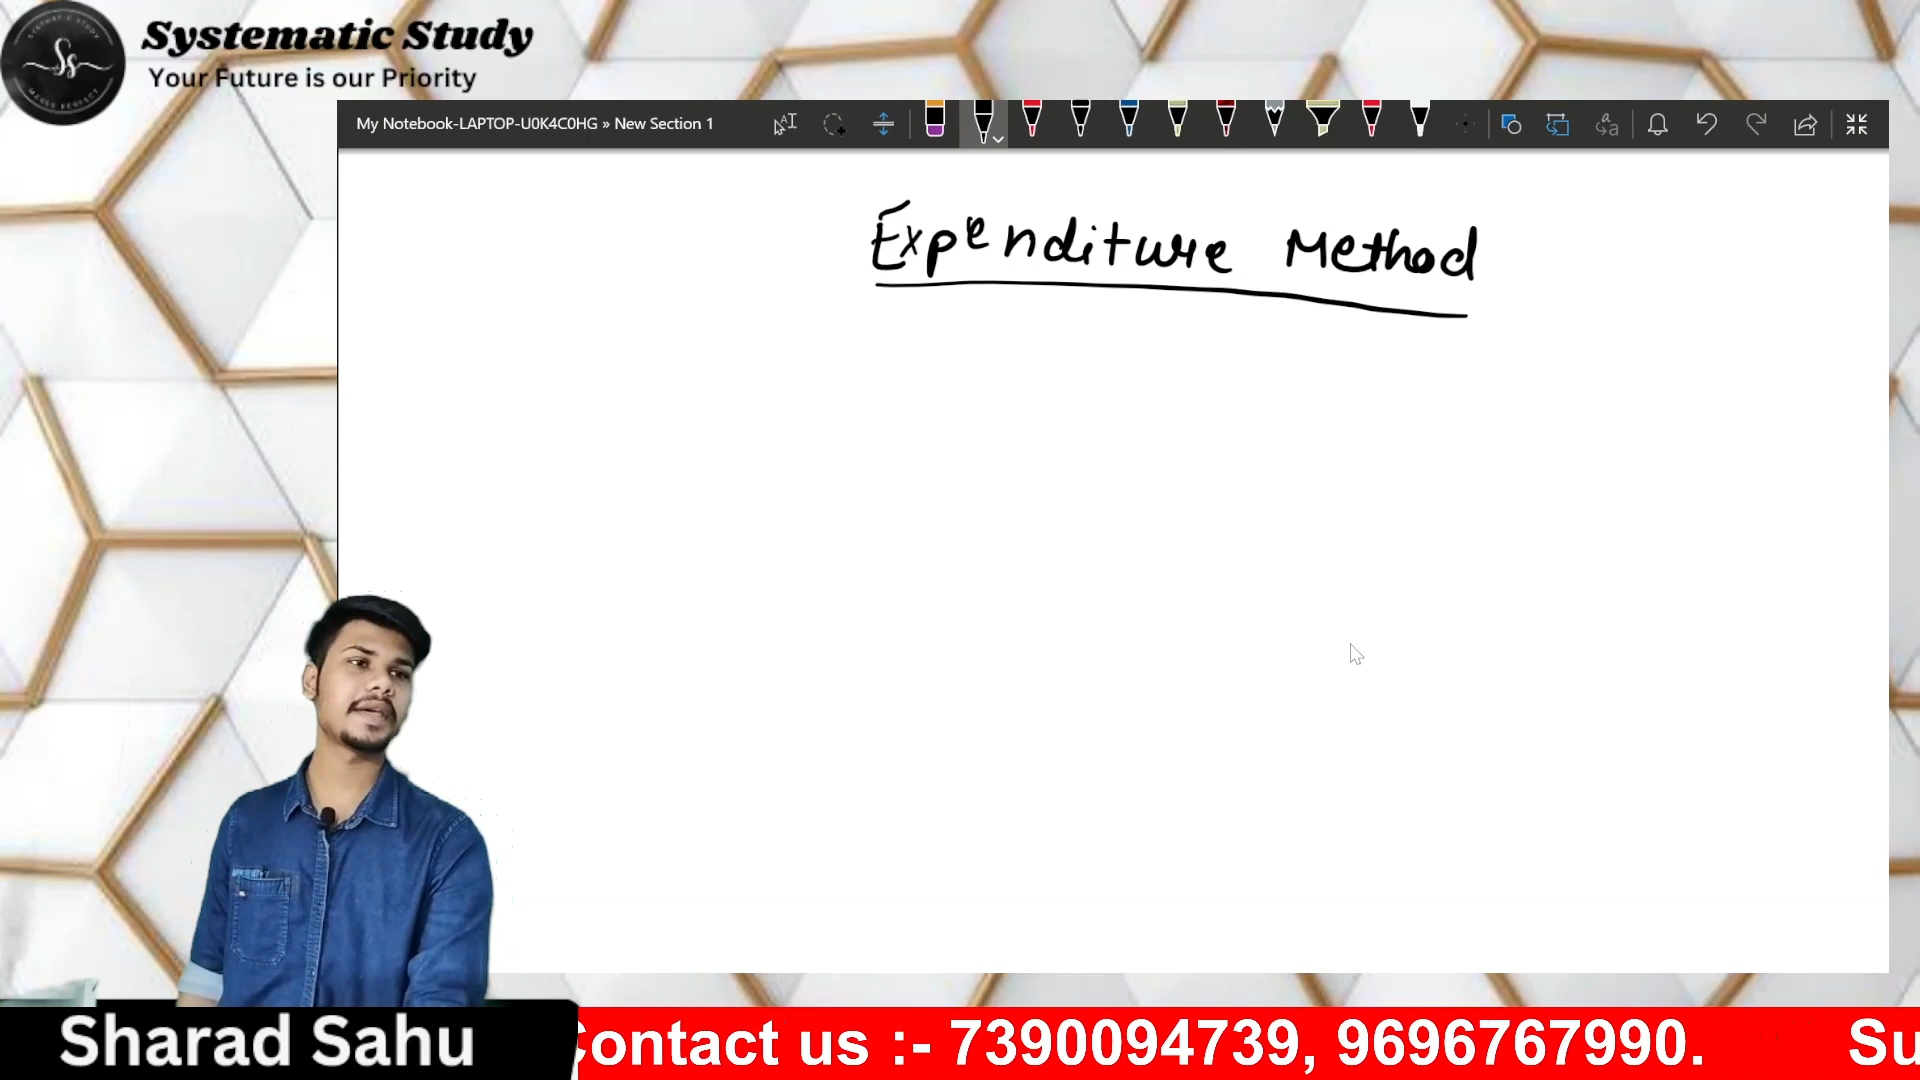 Systematic Study
Your Future is our Priority
My Notebook-LAPTOP-U0K4C0HG » New Section 1
Expenditure Method
Sharad Sahu
Contact us :- 7390094739, 9696767990.
Su